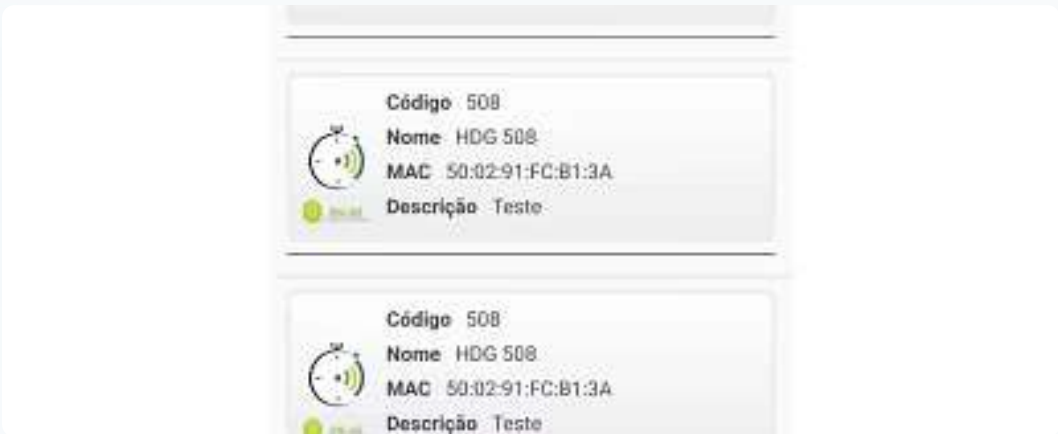 Código 508
Nome HDG 508
MAC 50:02:91:FC:B1:3A
Descrição Teste
Código 508
Nome HDG 508
MAC 50:02:91:FC:B1:3A
Descrição Teste